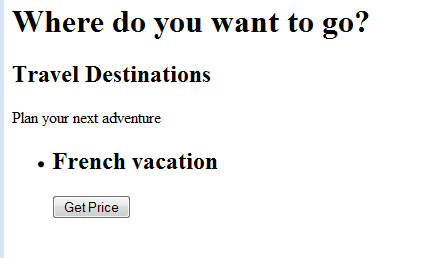 Where do you want to go?
Travel Destinations
Plan your next adventure
French vacation
Get Price